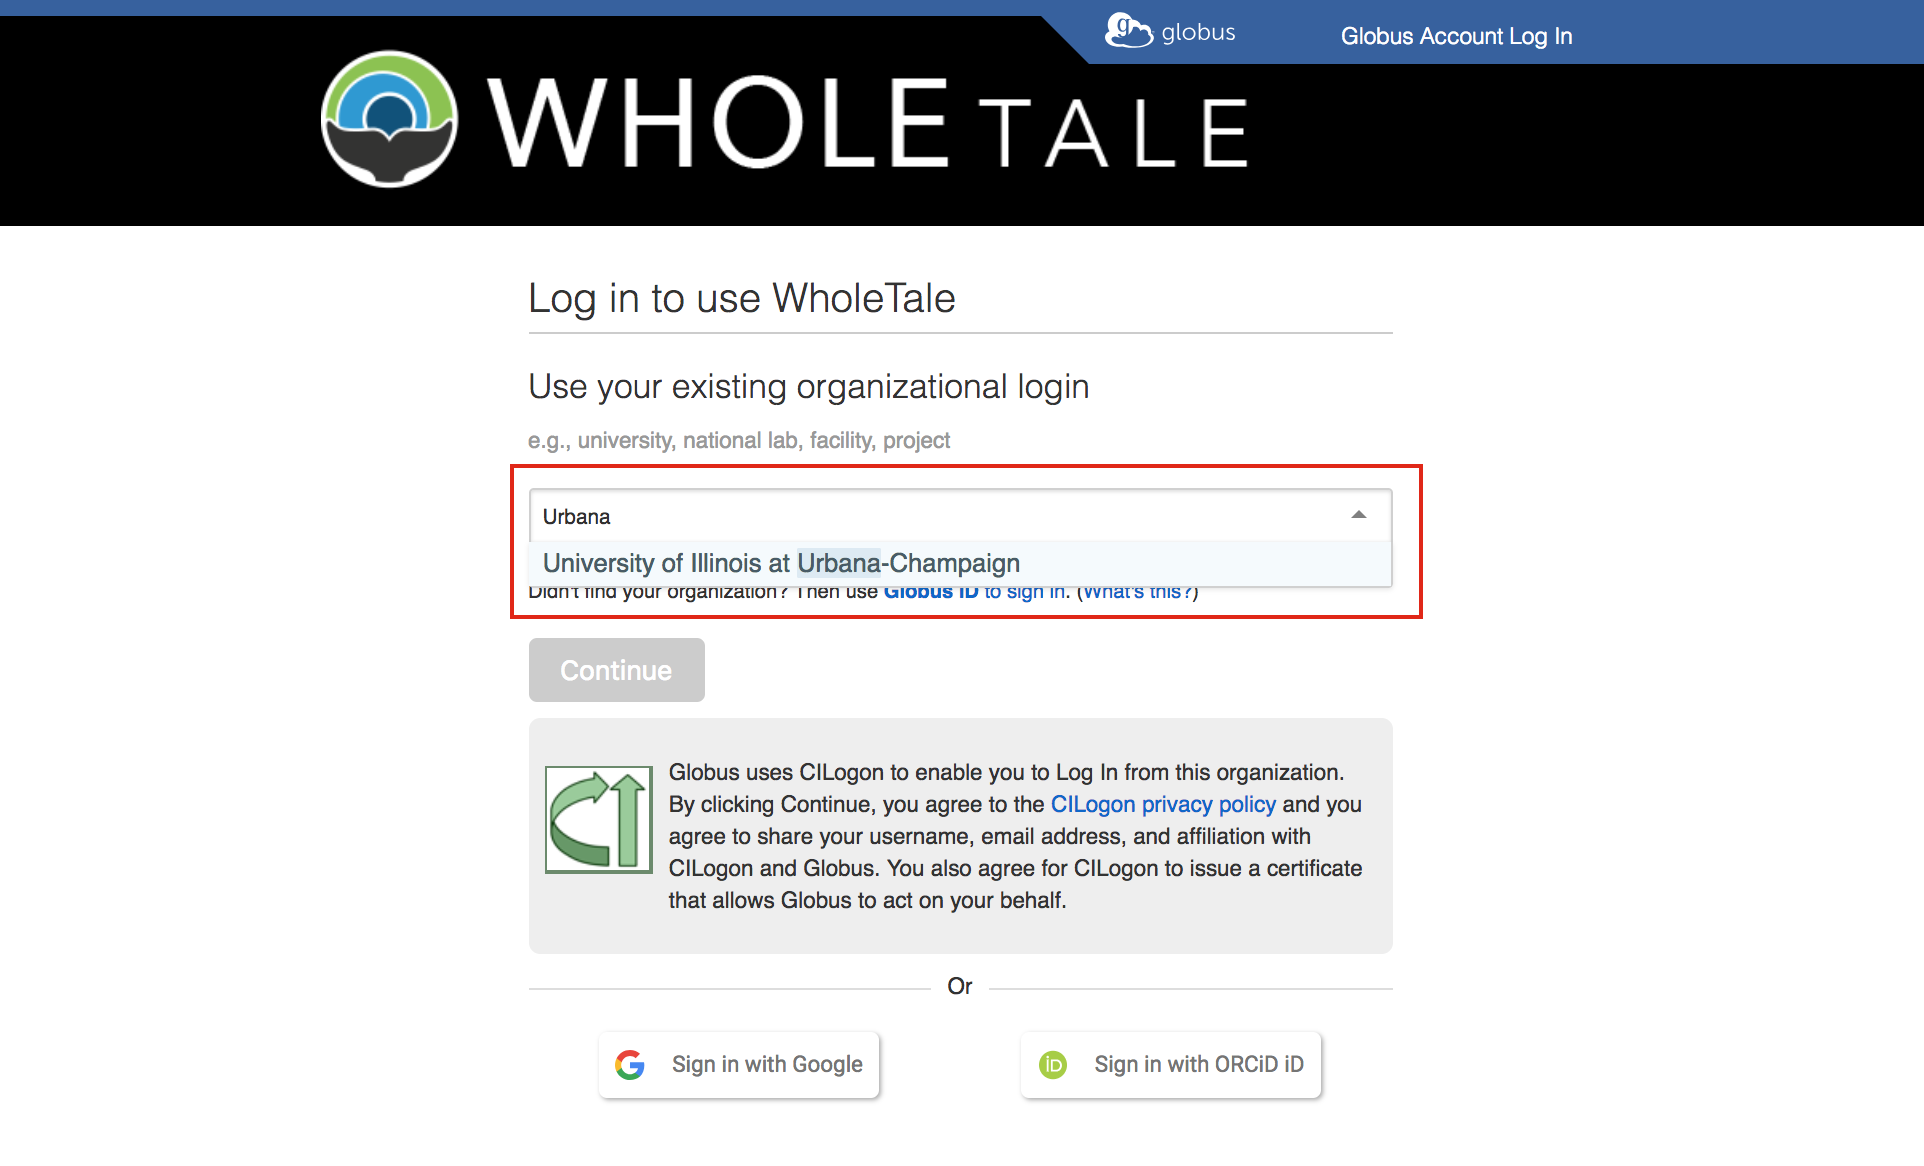 globus
Globus Account Log In
WHOLE TALE
Log in to use WholeTale
Use your existing organizational login
e.g., university, national lab, facility, project
Urbana
University of Illinois at Urbana-Champaign
Didn't find your organization? Then use Globus ID to sign in. (What's this?)
Continue
Globus uses CILogon to enable you to Log In from this organization.
By clicking Continue, you agree to the CILogon privacy policy and you
agree to share your username, email address, and affiliation with
CILogon and Globus. You also agree for CILogon to issue a certificate
that allows Globus to act on your behalf.
Or
Sign in with Google
iD Sign in with ORCiD iD